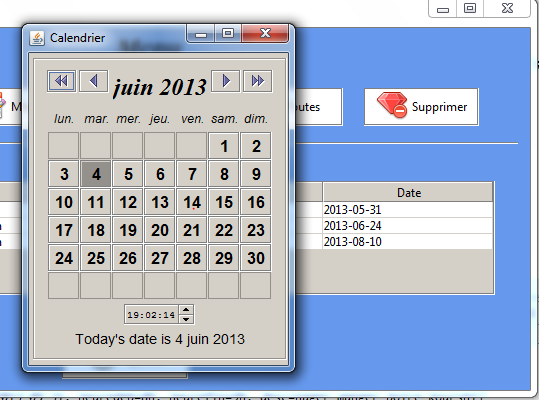 Calendrier
juin 2013
lun. mar. mer. jeu. ven. sam. dim.
1 2
3 4 5 6 7 8 9
10 11 12 13 14 15 16
17 18 19 20 21 22 23
24 25 26 27 28 29 30
19:02:14
Today's date is 4 juin 2013
Supprimer
Date
2013-05-31
2013-06-24
2013-08-10